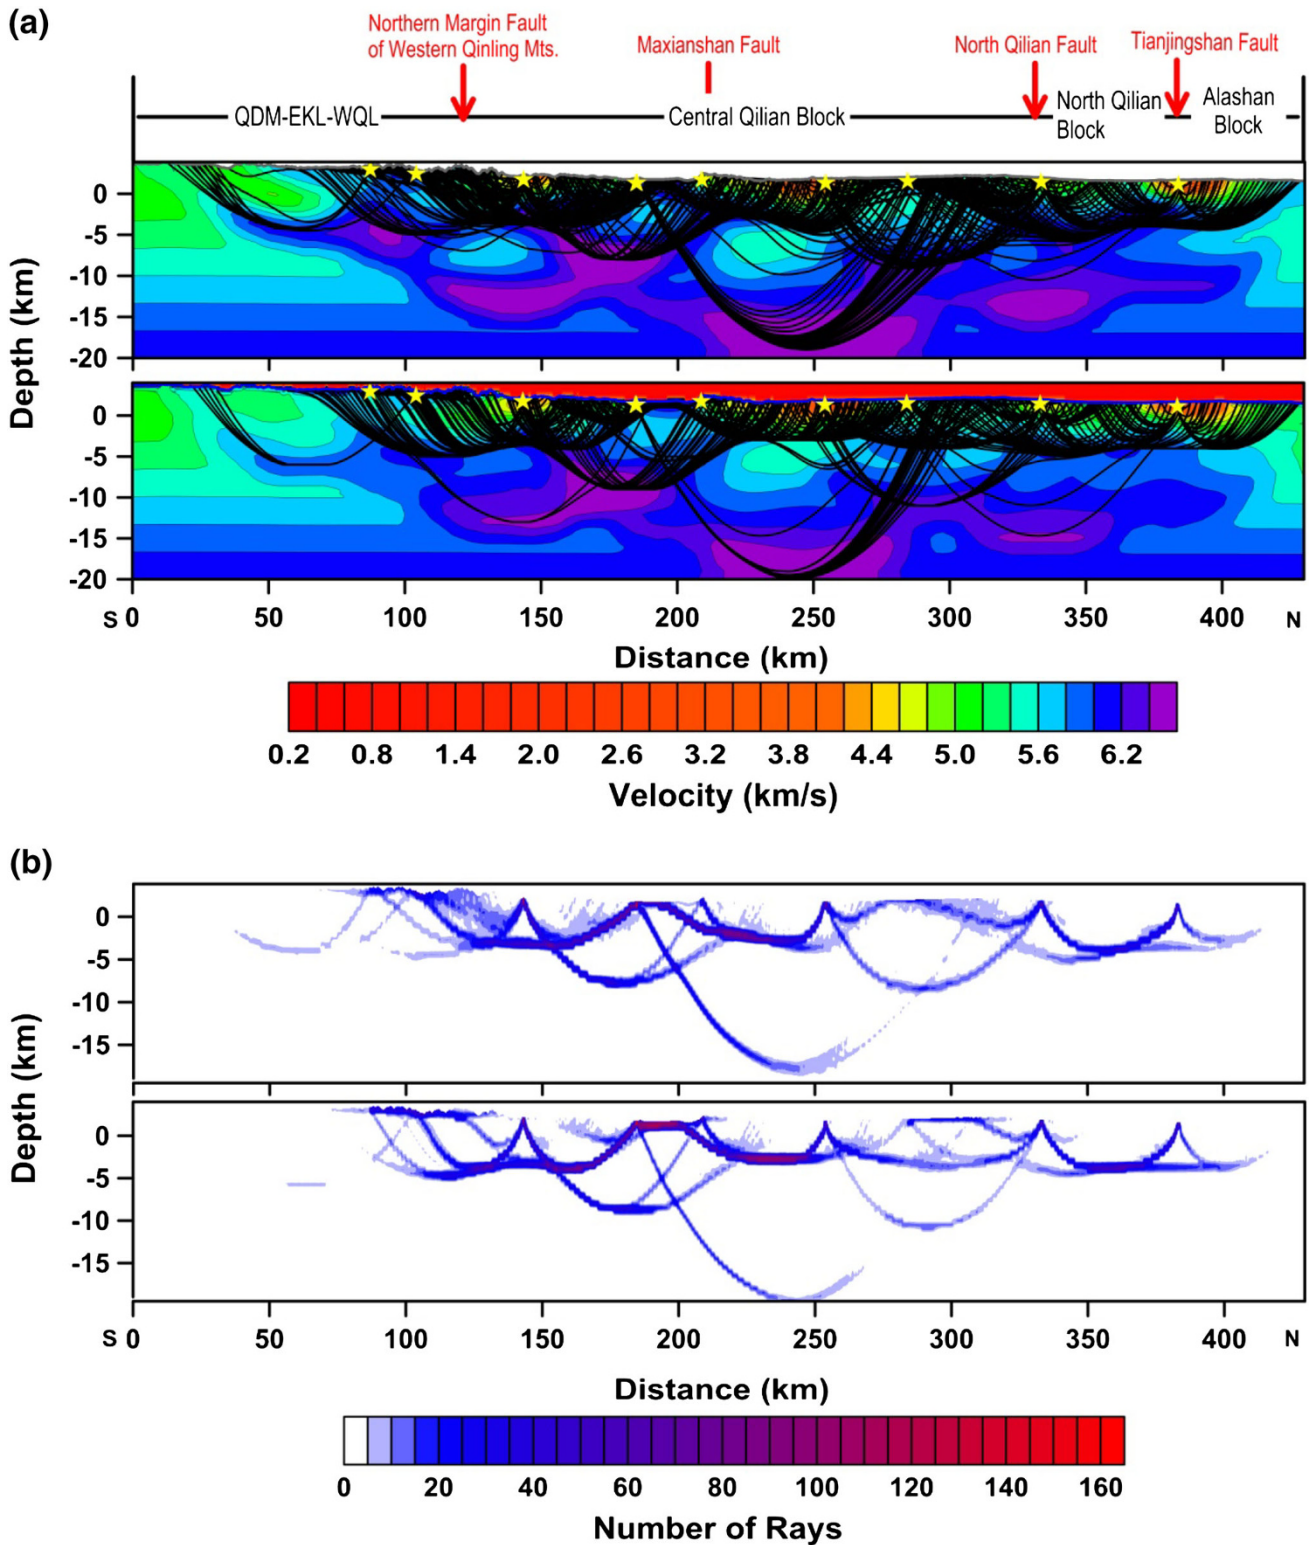 (a)
Northern Margin Fault
of Western Qinling Mts.
Maxianshan Fault
North Qilian Fault
Tianjingshan Fault
QDM-EKL-WQL
Central Qilian Block
North Qilian
Block
Alashan
Block
Depth (km)
0
-5
-10
-15
-20
0
-5
-10
-15
-20
S 0 50 100 150 200 250 300 350 400 N
Distance (km)
0.2 0.8 1.4 2.0 2.6 3.2 3.8 4.4 5.0 5.6 6.2
Velocity (km/s)
(b)
Depth (km)
0
-5
-10
-15
0
-5
-10
-15
S 0 50 100 150 200 250 300 350 400 N
Distance (km)
0 20 40 60 80 100 120 140 160
Number of Rays